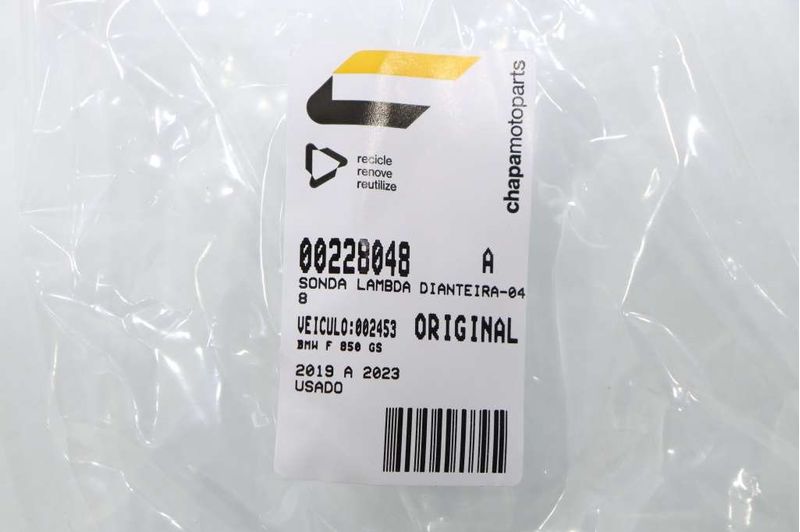 chapamotoparts
recicle
renove
reutilize
00228048 A
SONDA LAMBDA DIANTEIRA-04
8
VEICULO:002453 ORIGINAL
BMW F 850 GS
2019 A 2023
USADO